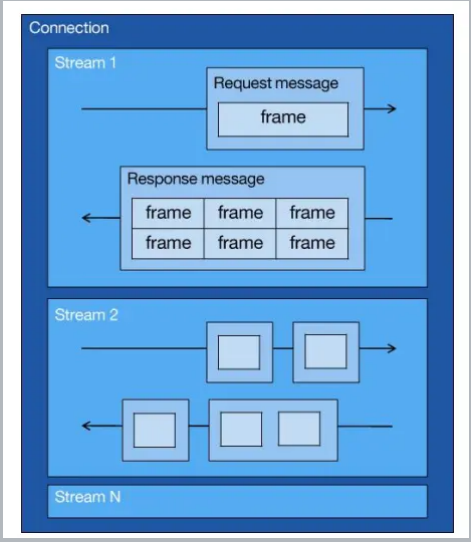 Connection
Stream 1
Request message
frame
Response message
frame frame frame
frame frame frame
Stream 2
Stream N